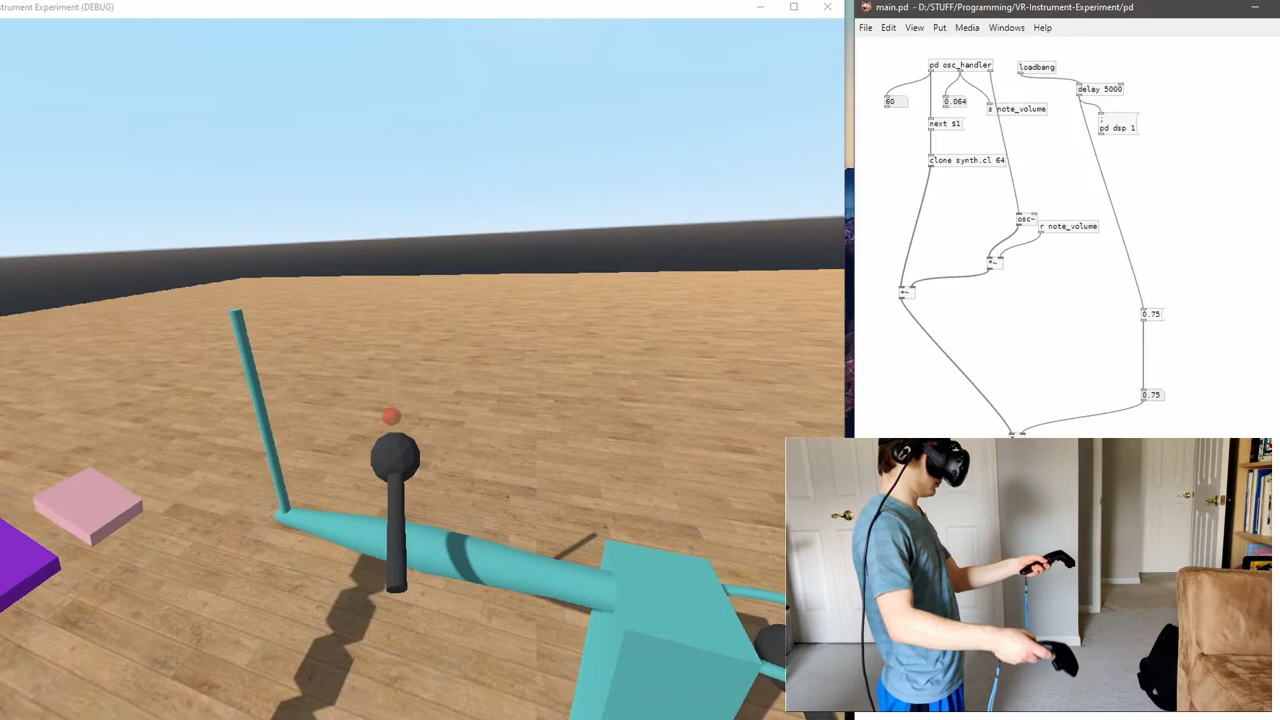 nstrument Experiment (DEBUG)
main.pd - D:/STUFF/Programming/VR-Instrument-Experiment/pd
File Edit View Put Media Windows Help
pd osc_handler
loadbang
delay 5000
60
0.064
s note_volume
next $1
;
pd dsp 1
clone synth.cl 64
osc~
r note_volume
*~
+~
0.75
0.75